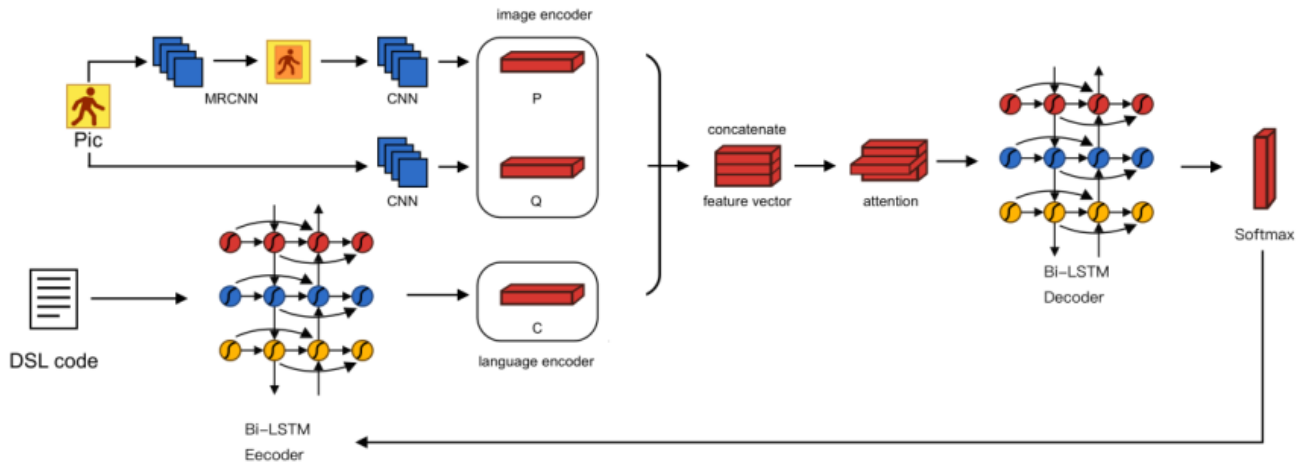 image encoder
MRCNN
CNN
P
Pic
CNN
Q
concatenate
feature vector
attention
Softmax
Bi-LSTM
Decoder
DSL code
C
language encoder
Bi-LSTM
Eecoder